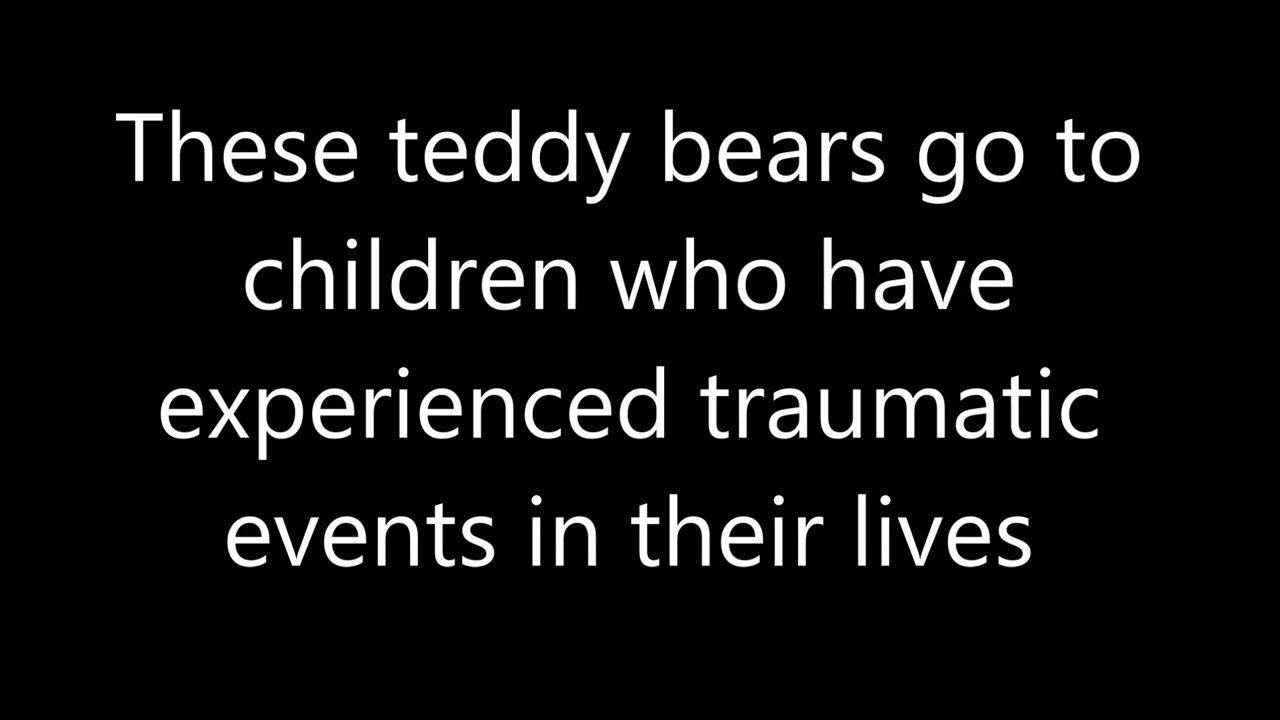 These teddy bears go to
children who have
experienced traumatic
events in their lives